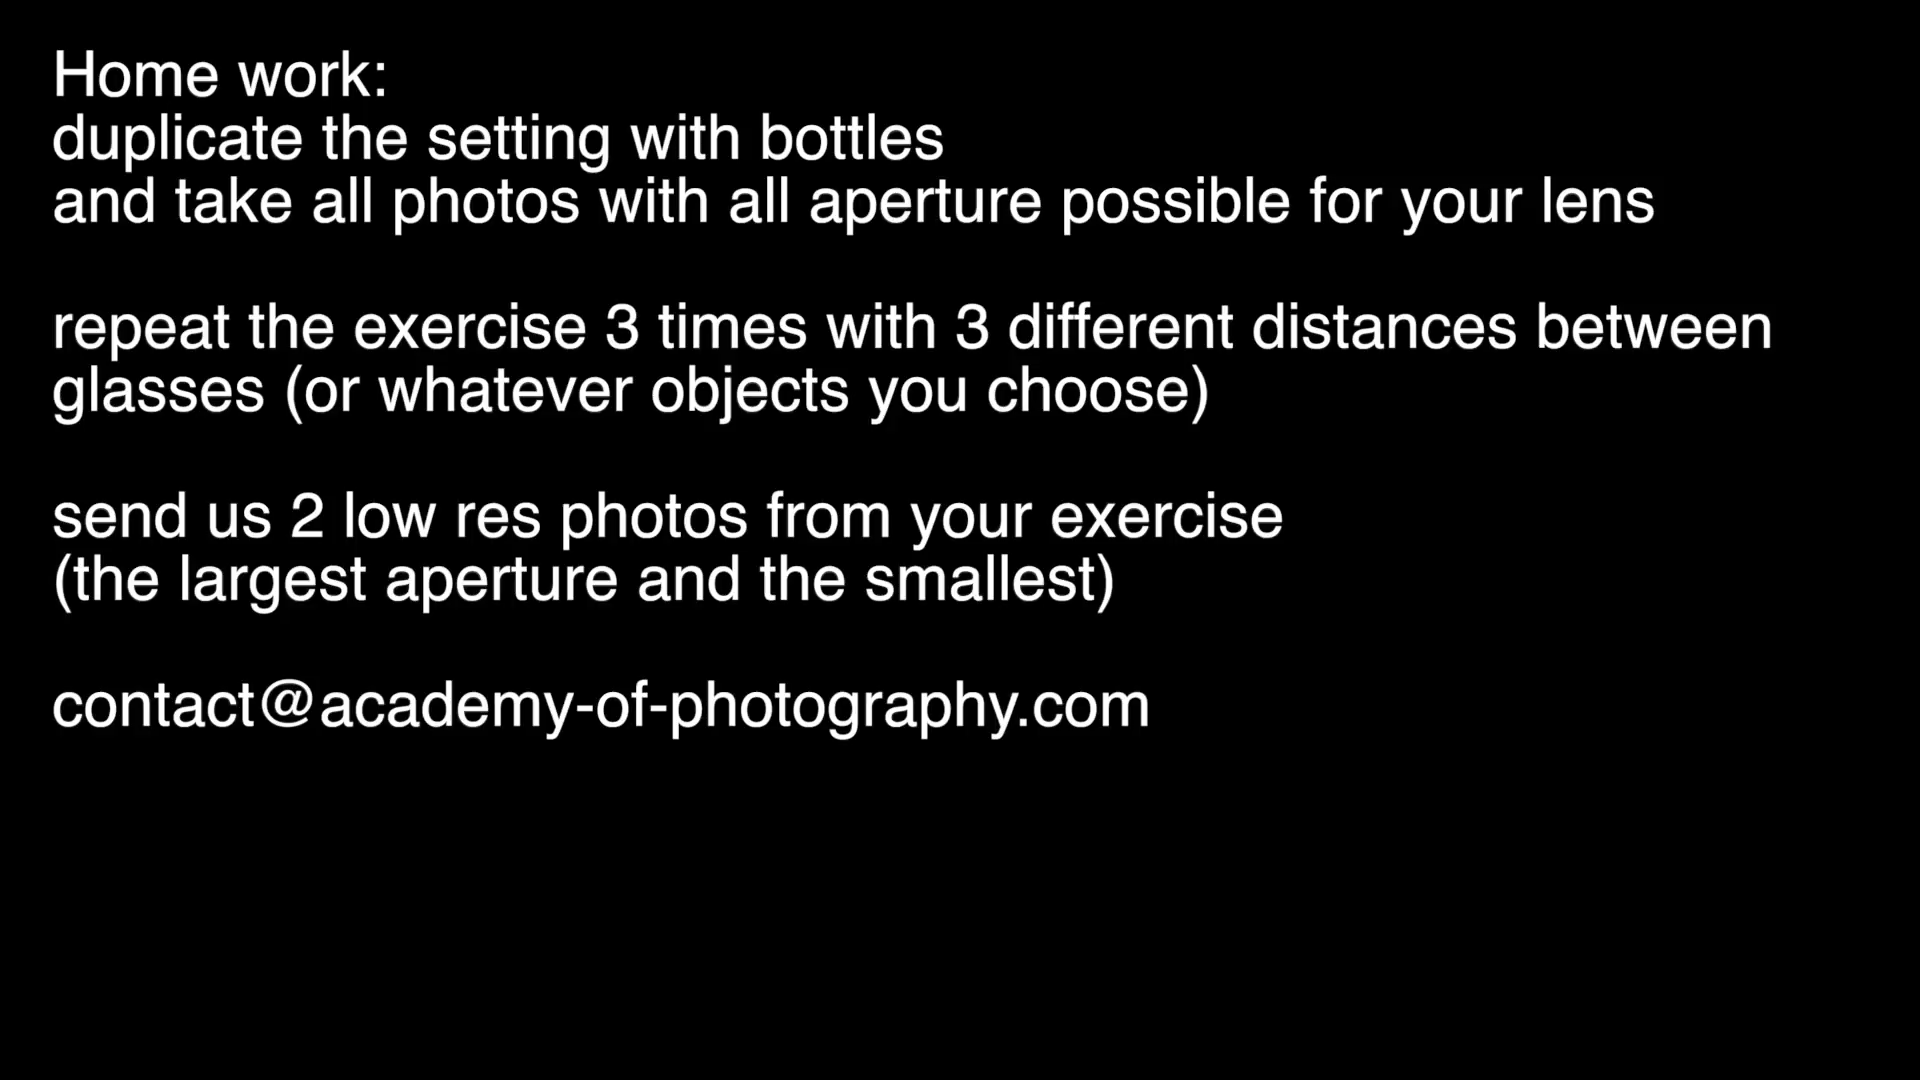 Home work:
duplicate the setting with bottles
and take all photos with all aperture possible for your lens
repeat the exercise 3 times with 3 different distances between
glasses (or whatever objects you choose)
send us 2 low res photos from your exercise
(the largest aperture and the smallest)
contact@academy-of-photography.com